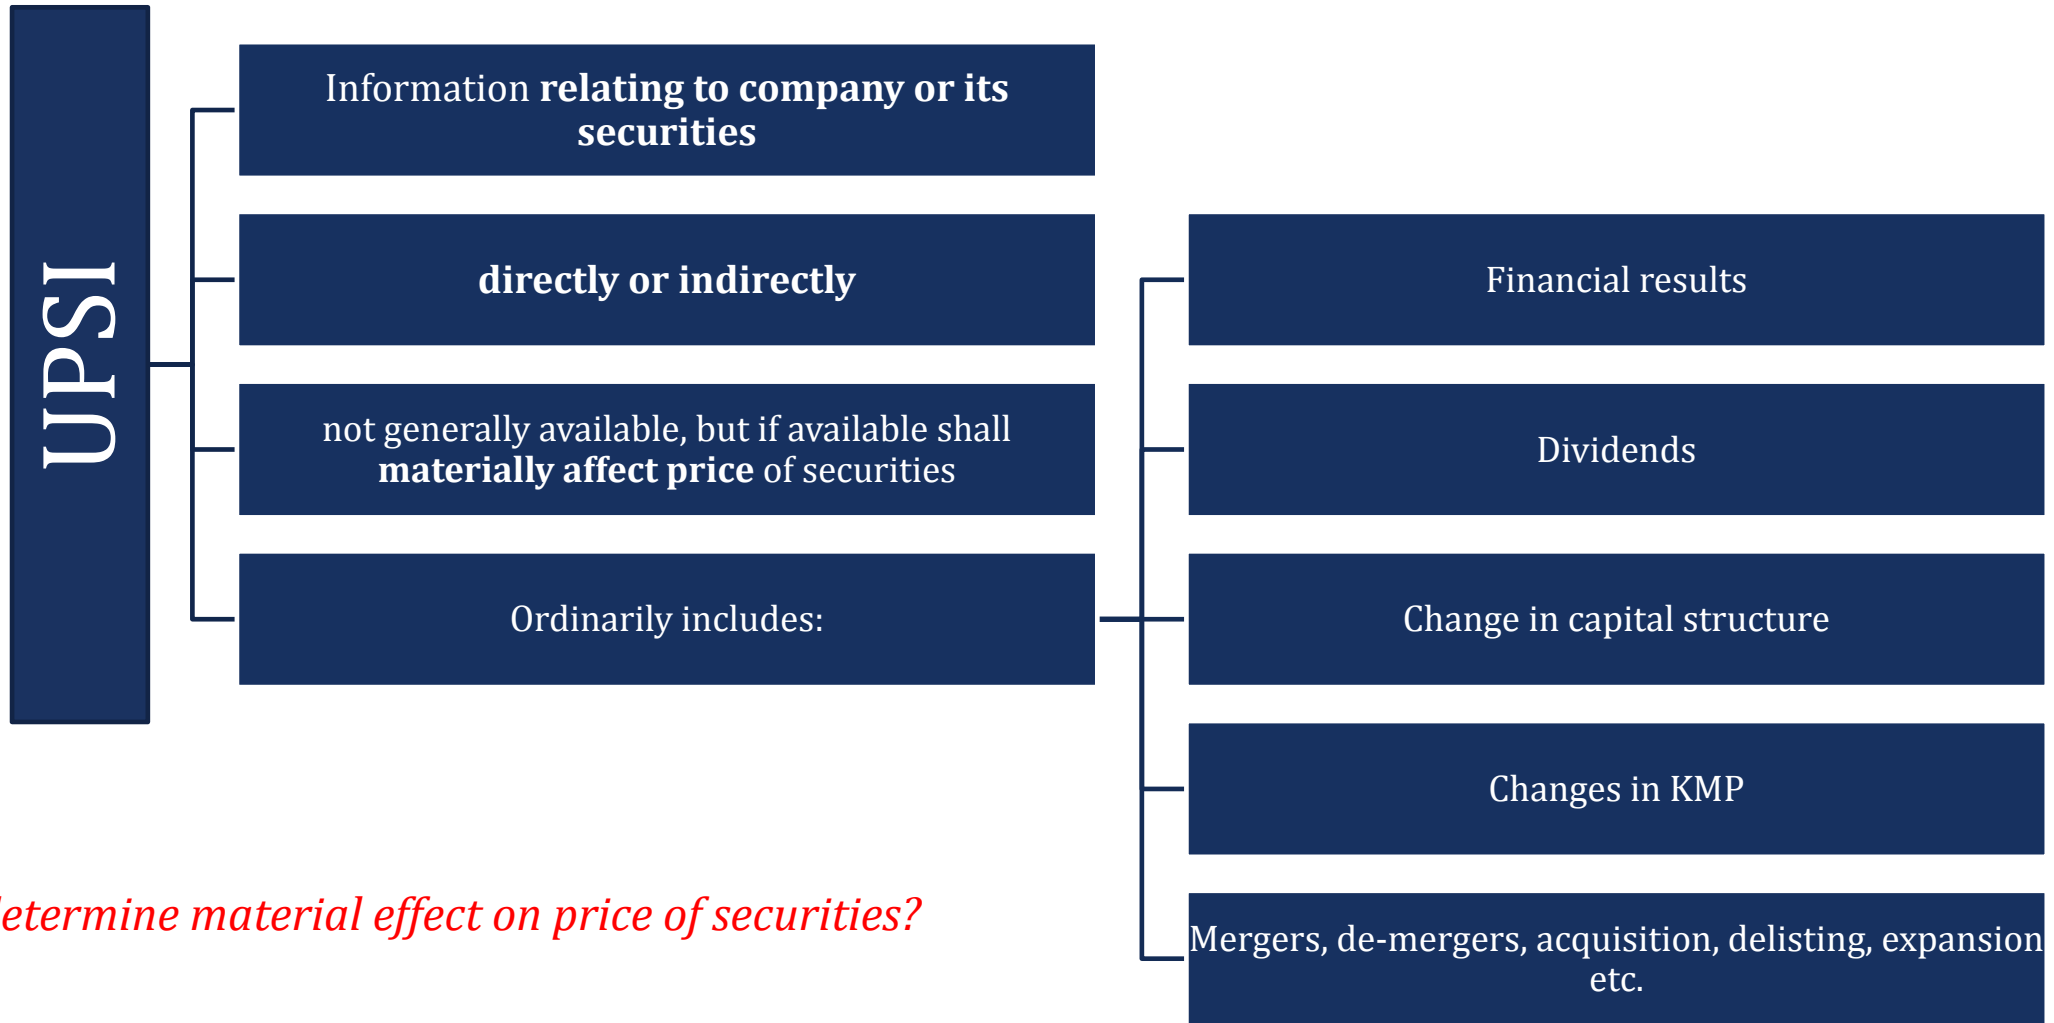 UPSI
Information relating to company or its
securities
directly or indirectly
not generally available, but if available shall
materially affect price of securities
Ordinarily includes:
Financial results
Dividends
Change in capital structure
Changes in KMP
Mergers, de-mergers, acquisition, delisting, expansion
etc.
material effect on price of securities?